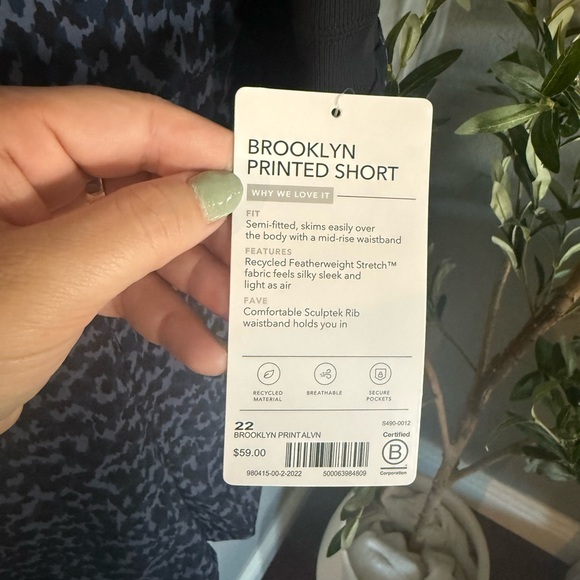 BROOKLYN
PRINTED SHORT
WHY WE LOVE IT
FIT
Semi-fitted, skims easily over
the body with a mid-rise waistband
FEATURES
Recycled Featherweight Stretch™
fabric feels silky sleek and
light as air
FAVE
Comfortable Sculptek Rib
waistband holds you in
RECYCLED
MATERIAL
BREATHABLE
SECURE
POCKETS
22
S490-0012
BROOKLYN PRINTALVN
$59.00
980415-00-2-2022
500063984809
Certified
B
Corporation